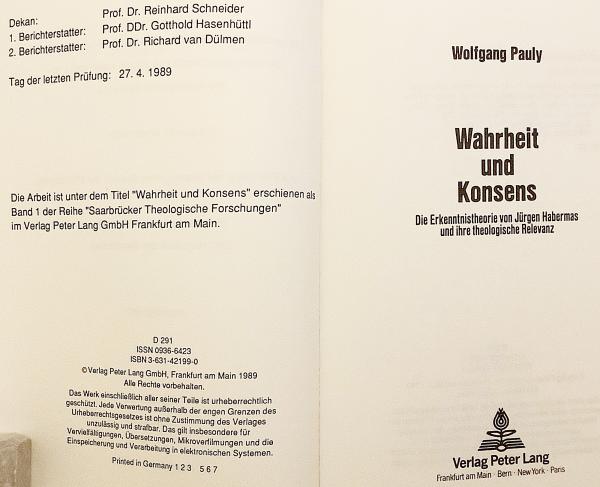 Dekan: Prof. Dr. Reinhard Schneider
1. Berichterstatter: Prof. DDr. Gotthold Hasenhüttl
2. Berichterstatter: Prof. Dr. Richard van Dülmen
Tag der letzten Prüfung: 27. 4. 1989
Die Arbeit ist unter dem Titel "Wahrheit und Konsens" erschienen als
Band 1 der Reihe "Saarbrücker Theologische Forschungen"
im Verlag Peter Lang GmbH Frankfurt am Main.
D 291
ISSN 0936-6423
ISBN 3-631-42199-0
© Verlag Peter Lang GmbH, Frankfurt am Main 1989
Alle Rechte vorbehalten.
Das Werk einschließlich aller seiner Teile ist urheberrechtlich
geschützt. Jede Verwertung außerhalb der engen Grenzen des
Urheberrechtsgesetzes ist ohne Zustimmung des Verlages
unzulässig und strafbar. Das gilt insbesondere für
Vervielfältigungen, Übersetzungen, Mikroverfilmungen und die
Einspeicherung und Verarbeitung in elektronischen Systemen.
Printed in Germany 1 2 3 5 6 7
Wolfgang Pauly
Wahrheit
und
Konsens
Die Erkenntnistheorie von Jürgen Habermas
und ihre theologische Relevanz
Verlag Peter Lang
Frankfurt am Main · Bern · New York · Paris